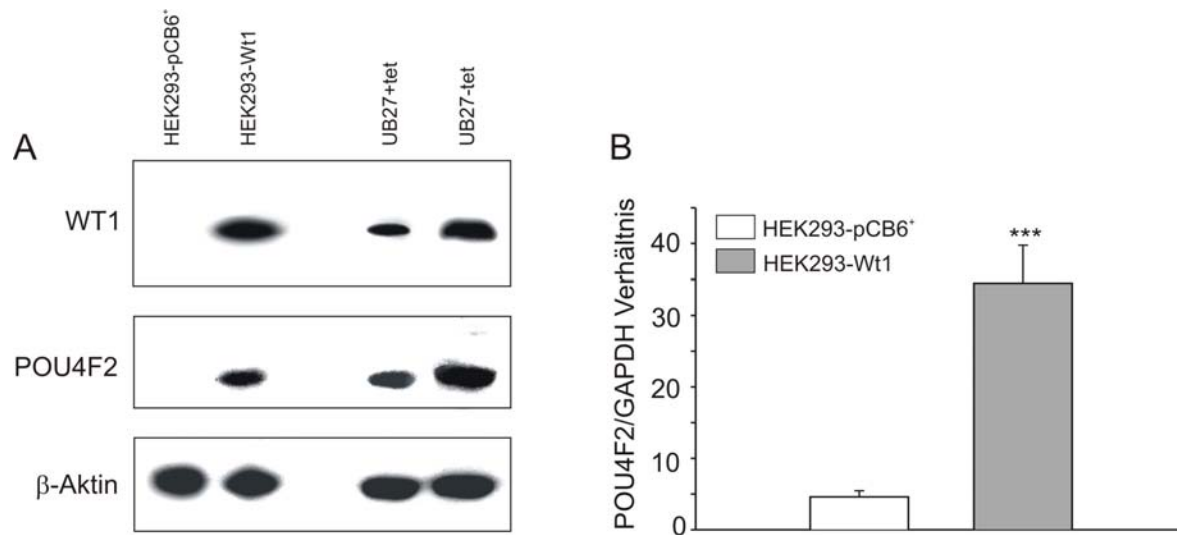 A
HEK293-pCB6⁺
HEK293-Wt1
UB27+tet
UB27-tet
WT1
POU4F2
β-Aktin
B
POU4F2/GAPDH Verhältnis
40
30
20
10
0
HEK293-pCB6⁺
HEK293-Wt1
***